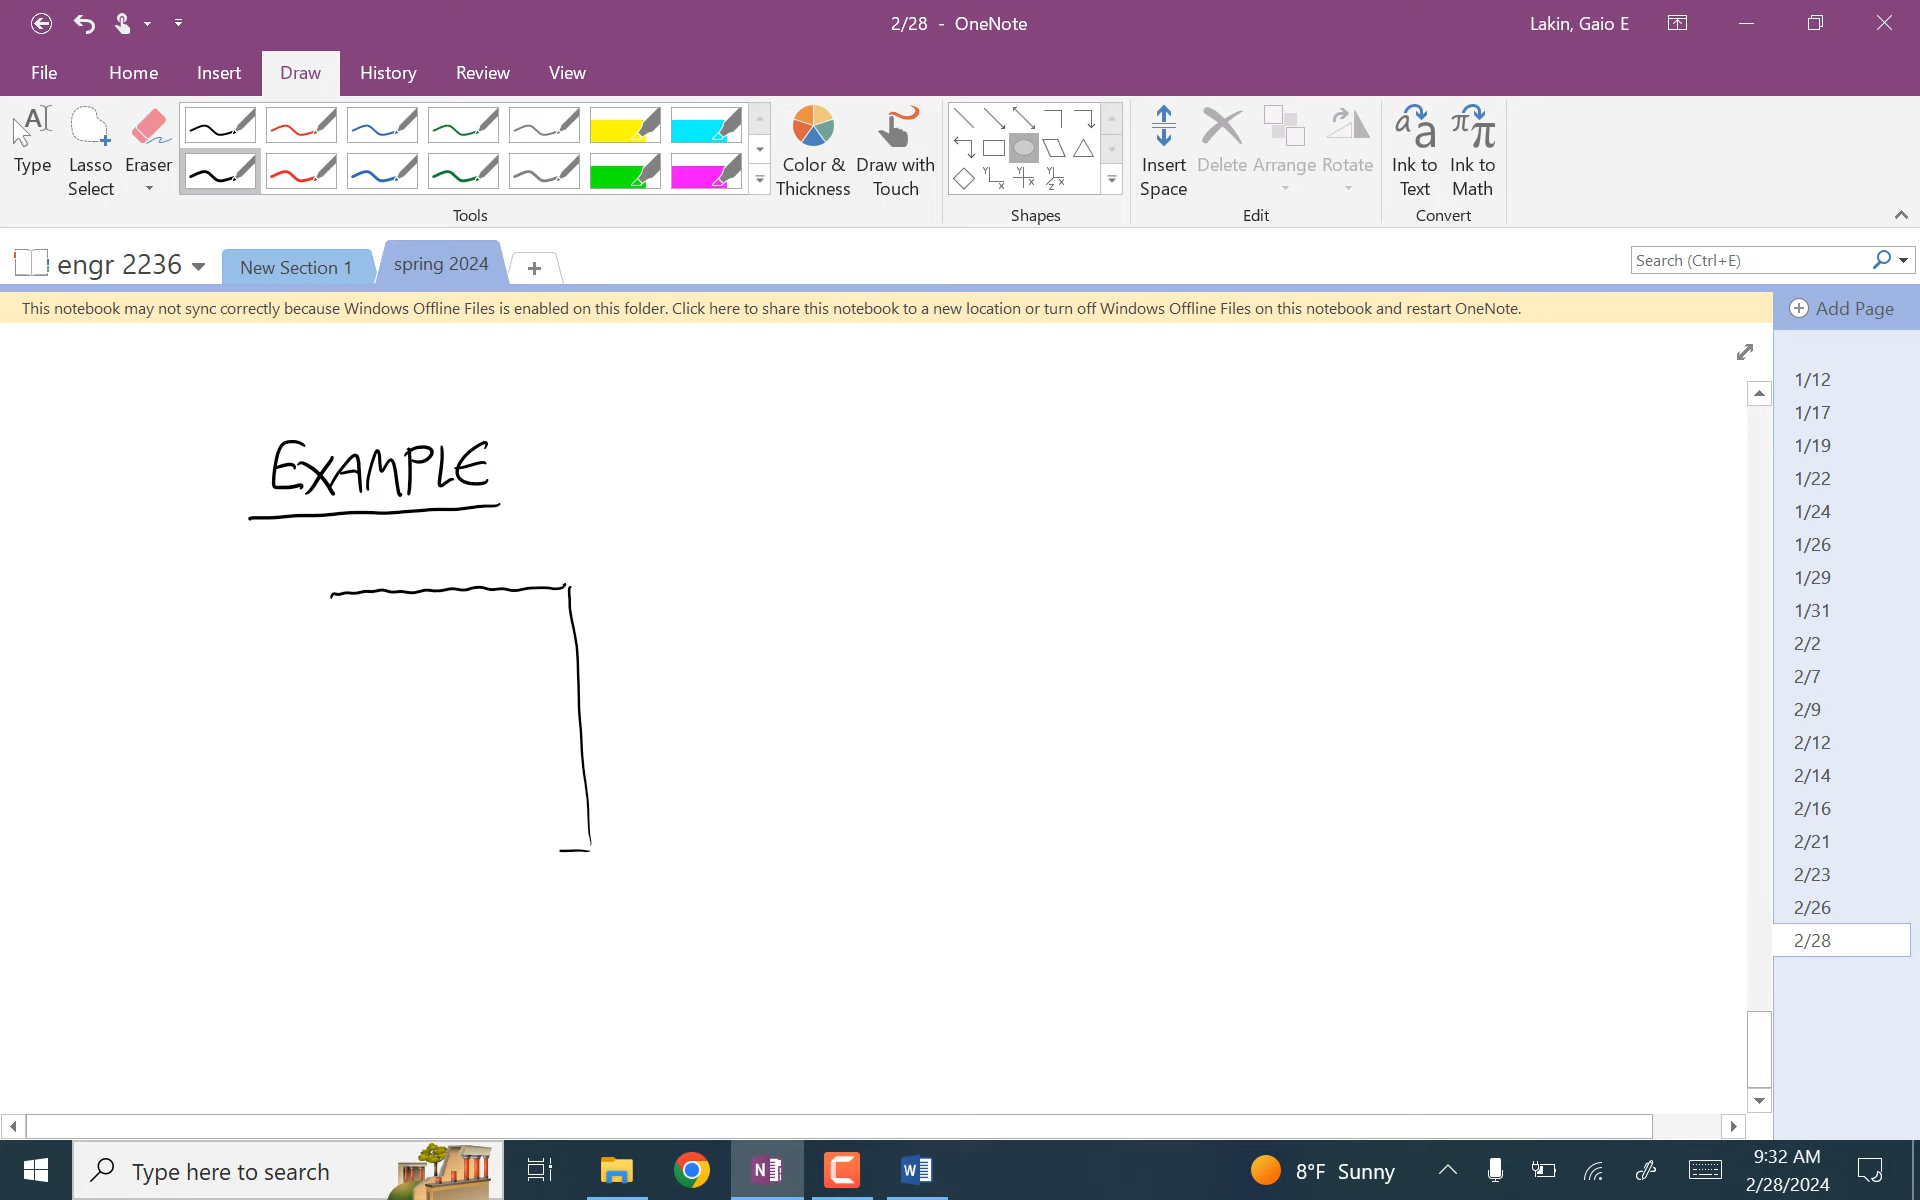 2/28 - OneNote
Lakin, Gaio E
File Home Insert Draw History Review View
Type
Lasso Select
Eraser
Color & Thickness
Draw with Touch
Insert Space
Delete
Arrange
Rotate
Ink to Text
Ink to Math
Tools
Shapes
Edit
Convert
engr 2236
New Section 1
spring 2024
Search (Ctrl+E)
This notebook may not sync correctly because Windows Offline Files is enabled on this folder. Click here to share this notebook to a new location or turn off Windows Offline Files on this notebook and restart OneNote.
Add Page
EXAMPLE
1/12
1/17
1/19
1/22
1/24
1/26
1/29
1/31
2/2
2/7
2/9
2/12
2/14
2/16
2/21
2/23
2/26
2/28
Type here to search
8°F Sunny
9:32 AM
2/28/2024